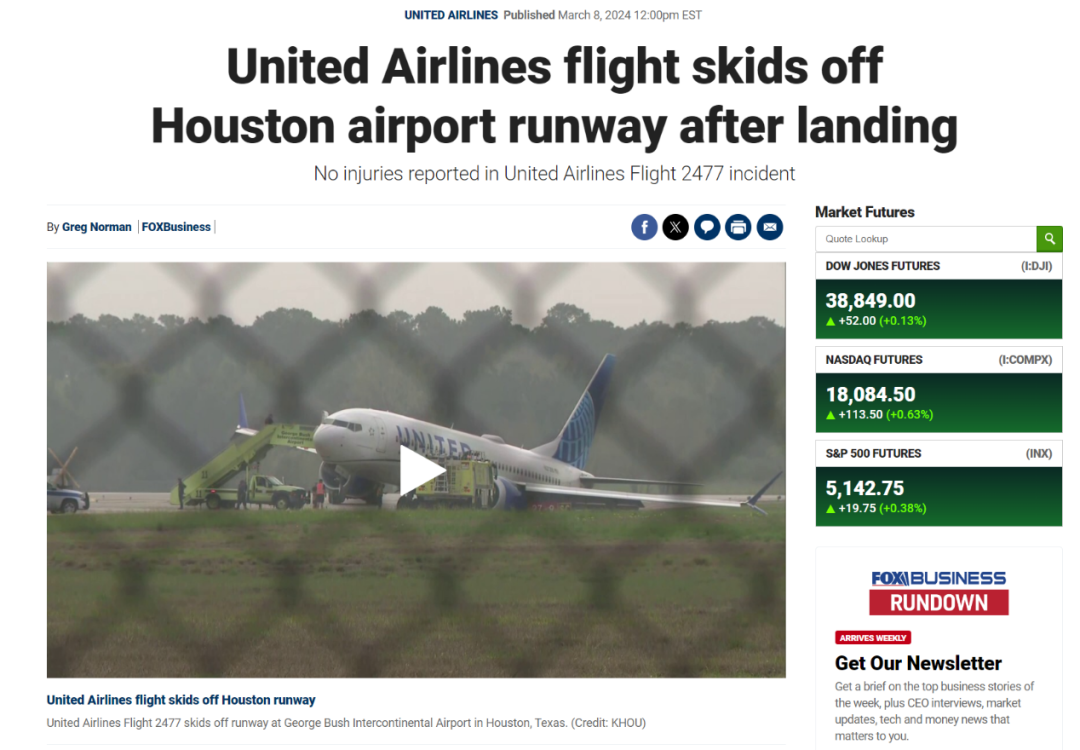 UNITED AIRLINES Published March 8, 2024 12:00pm EST
United Airlines flight skids off
Houston airport runway after landing
No injuries reported in United Airlines Flight 2477 incident
By Greg Norman | FOXBusiness |
UNITED
United Airlines flight skids off Houston runway
United Airlines Flight 2477 skids off runway at George Bush Intercontinental Airport in Houston, Texas. (Credit: KHOU)
Market Futures
Quote Lookup
DOW JONES FUTURES (I:DJI)
38,849.00
▲ +52.00 (+0.13%)
NASDAQ FUTURES (I:COMPX)
18,084.50
▲ +113.50 (+0.63%)
S&P 500 FUTURES (INX)
5,142.75
▲ +19.75 (+0.38%)
FOX BUSINESS
RUNDOWN
ARRIVES WEEKLY
Get Our Newsletter
Get a brief on the top business stories of
the week, plus CEO interviews, market
updates, tech and money news that
matters to you.